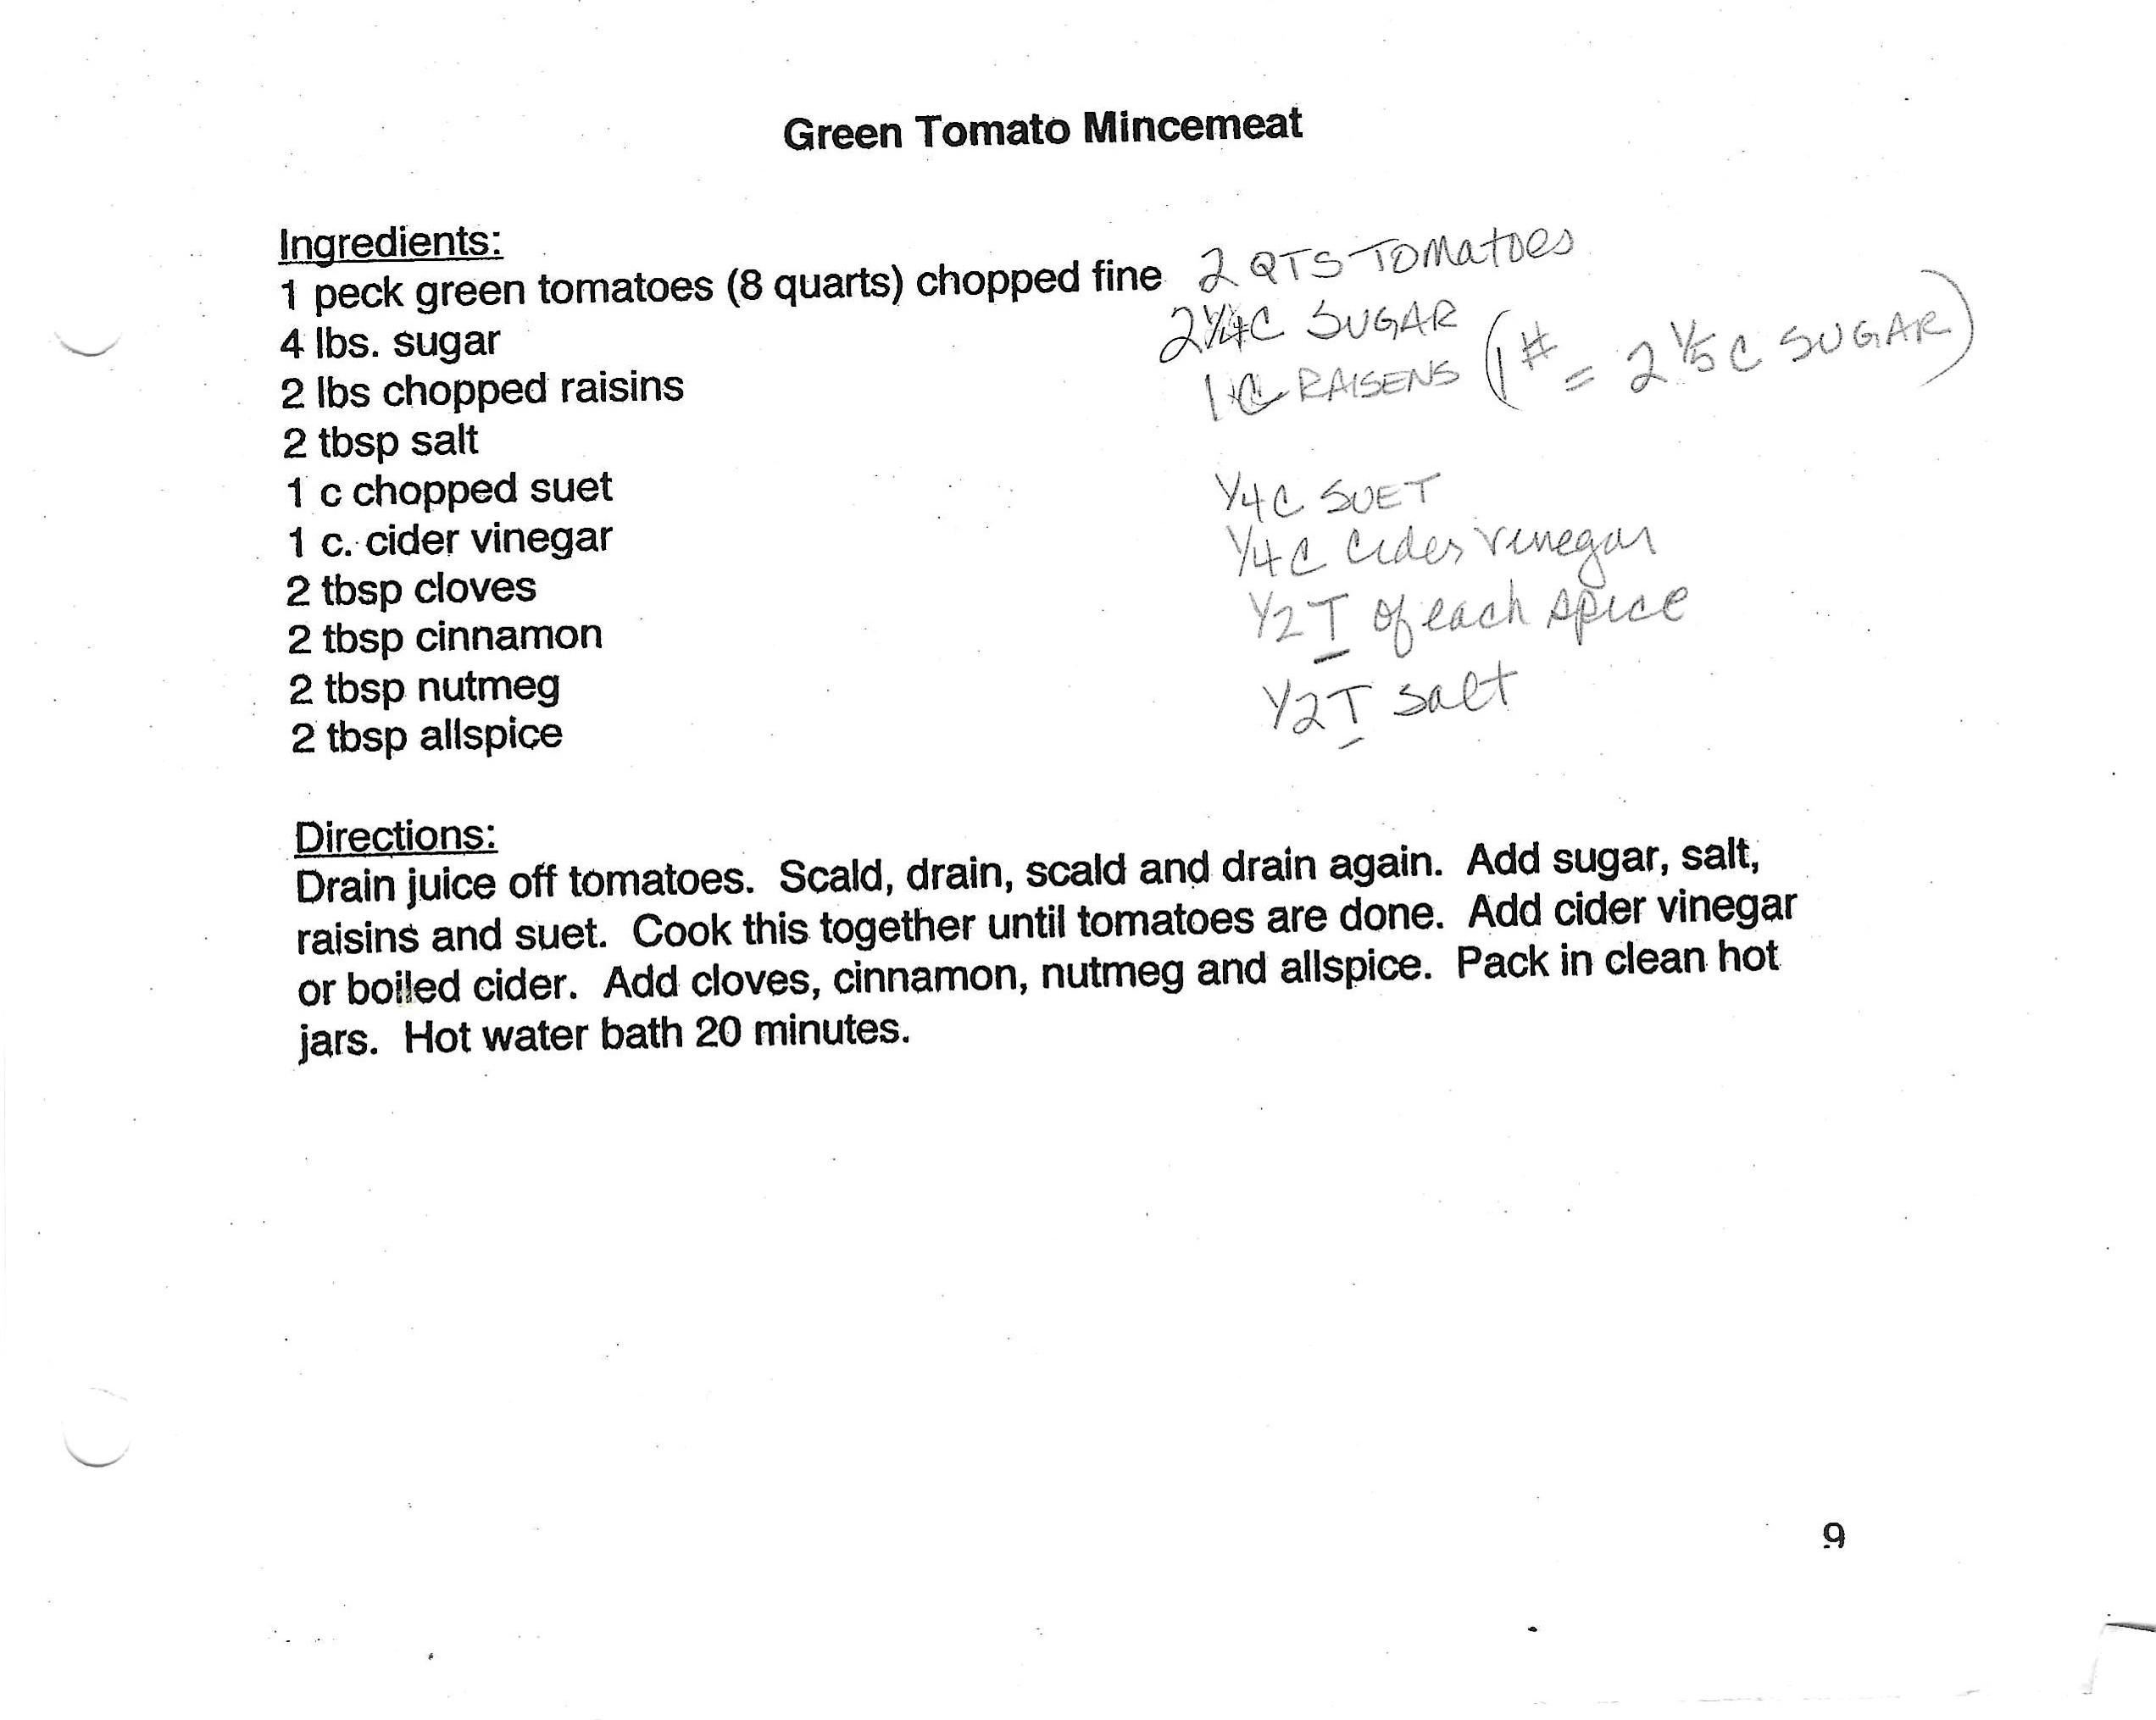 Green Tomato Mincemeat
Ingredients:
1 peck green tomatoes (8 quarts) chopped fine 2 QTS TOMatoes
4 lbs. sugar 2 1/4 C SUGAR
2 lbs chopped raisins 1 C RAISENS (1# = 2 1/5 C SUGAR)
2 tbsp salt
1 c chopped suet 1/4 C SUET
1 c. cider vinegar 1/4 C Cider vinegar
2 tbsp cloves 1/2 T of each spice
2 tbsp cinnamon
2 tbsp nutmeg 1/2 T salt
2 tbsp allspice
Directions:
Drain juice off tomatoes. Scald, drain, scald and drain again. Add sugar, salt,
raisins and suet. Cook this together until tomatoes are done. Add cider vinegar
or boiled cider. Add cloves, cinnamon, nutmeg and allspice. Pack in clean hot
jars. Hot water bath 20 minutes.
9